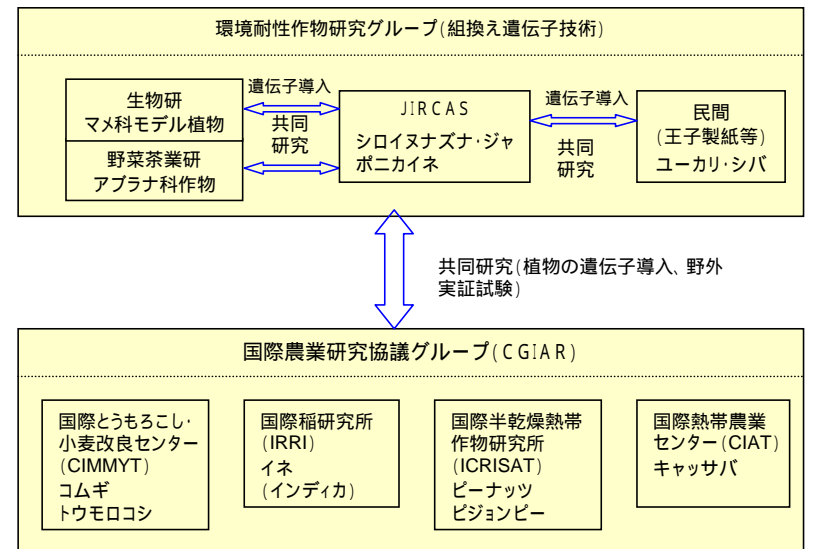 環境耐性作物研究グループ(組換え遺伝子技術)
生物研
マメ科モデル植物
野菜茶業研
アブラナ科作物
遺伝子導入
共同
研究
JIRCAS
シロイヌナズナ・ジャ
ポニカイネ
遺伝子導入
共同
研究
民間
(王子製紙等)
ユーカリ・シバ
共同研究(植物の遺伝子導入、野外
実証試験)
国際農業研究協議グループ(CGIAR)
国際とうもろこし・
小麦改良センター
(CIMMYT)
コムギ
トウモロコシ
国際稲研究所
(IRRI)
イネ
(インディカ)
国際半乾燥熱帯
作物研究所
(ICRISAT)
ピーナッツ
ピジョンピー
国際熱帯農業
センター(CIAT)
キャッサバ